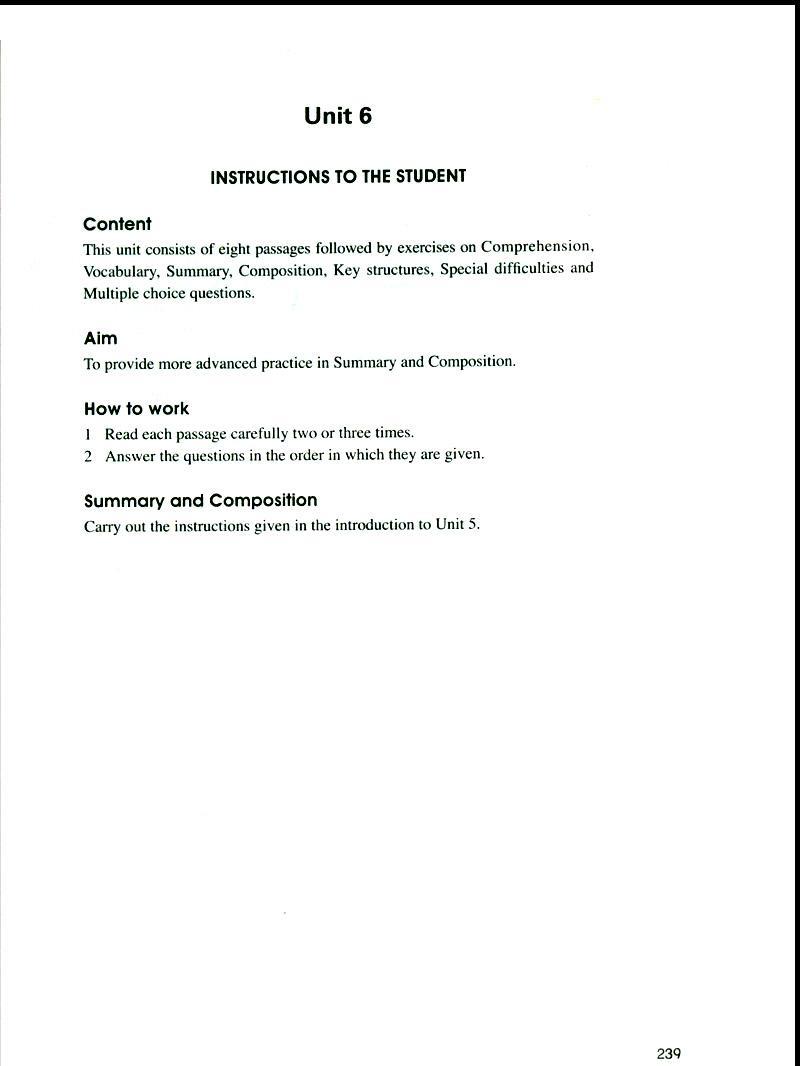 Unit 6
INSTRUCTIONS TO THE STUDENT
Content
This unit consists of eight passages followed by exercises on Comprehension,
Vocabulary, Summary, Composition, Key structures, Special difficulties and
Multiple choice questions.
Aim
To provide more advanced practice in Summary and Composition.
How to work
1 Read each passage carefully two or three times.
2 Answer the questions in the order in which they are given.
Summary and Composition
Carry out the instructions given in the introduction to Unit 5.
239